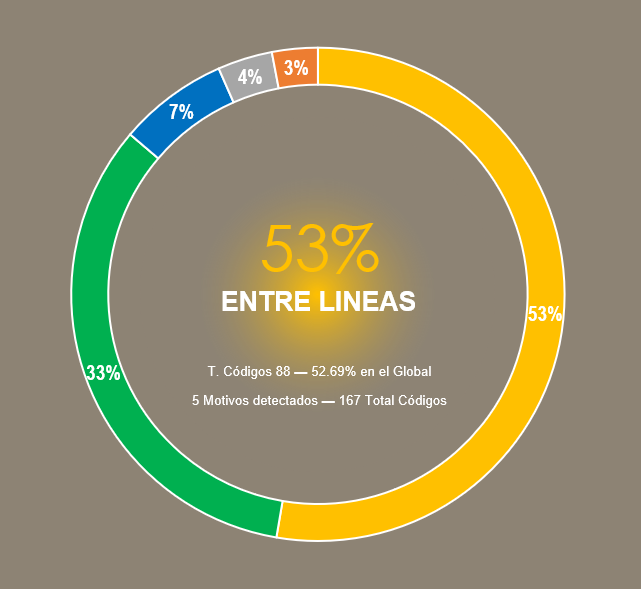 3%
4%
7%
53%
ENTRE LINEAS
53%
T. Códigos 88 — 52.69% en el Global
33%
5 Motivos detectados — 167 Total Códigos